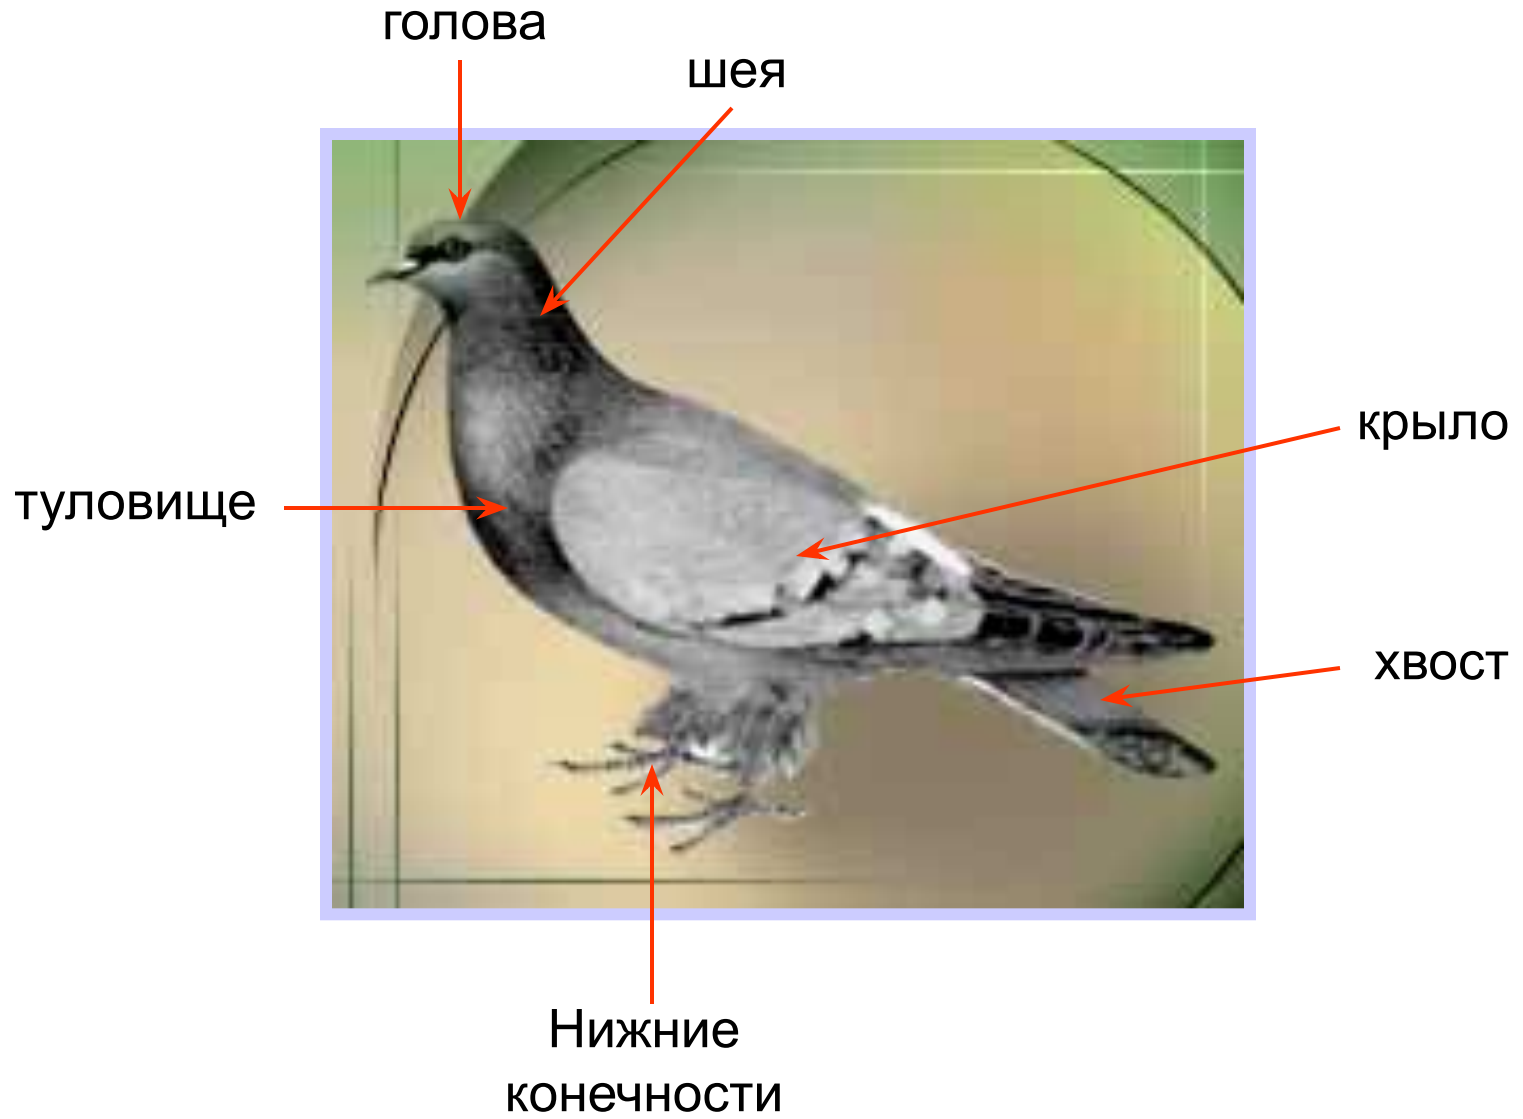 голова
шея
крыло
туловище
хвост
Нижние
конечности